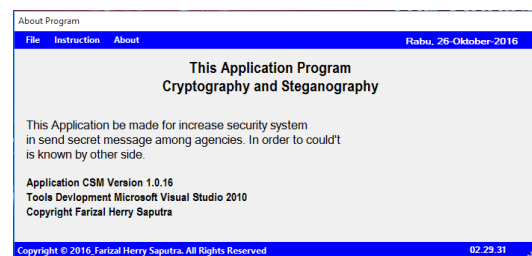 About Program
File Instruction About Rabu, 26-Oktober-2016
This Application Program
Cryptography and Steganography
This Application be made for increase security system
in send secret message among agencies. In order to could't
is known by other side.
Application CSM Version 1.0.16
Tools Devlopment Microsoft Visual Studio 2010
Copyright Farizal Herry Saputra
Copyright © 2016_Farizal Herry Saputra. All Rights Reserved 02.29.31